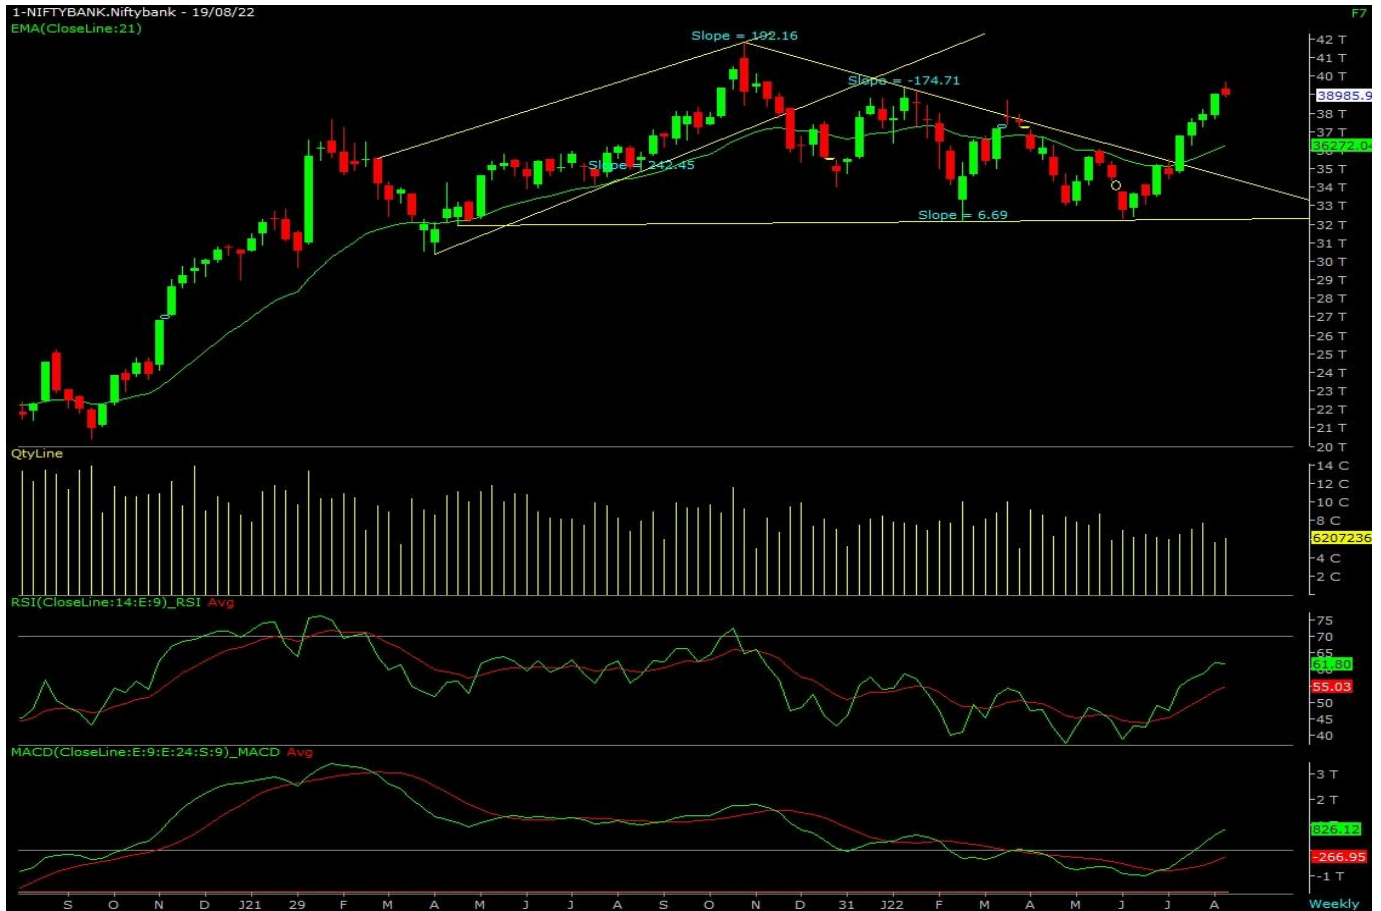 1-NIFTYBANK.Niftybank - 19/08/22
F7
EMA(CloseLine:21)
Slope = 192.16
Slope = -174.71
Slope = 242.45
Slope = 6.69
42 T
41 T
40 T
38985.9
38 T
37 T
36272.04
35 T
34 T
33 T
32 T
31 T
30 T
29 T
28 T
27 T
26 T
25 T
24 T
23 T
22 T
21 T
20 T
QtyLine
14 C
12 C
10 C
8 C
6207236
4 C
2 C
RSI(CloseLine:14:E:9)_RSI Avg
75
70
65
61.80
55.03
50
45
40
MACD(CloseLine:E:9:E:24:S:9)_MACD Avg
3 T
2 T
826.12
-266.95
-1 T
S O N D J21 29 F M A M J J A S O N D 31 J22 F M A M J J A Weekly